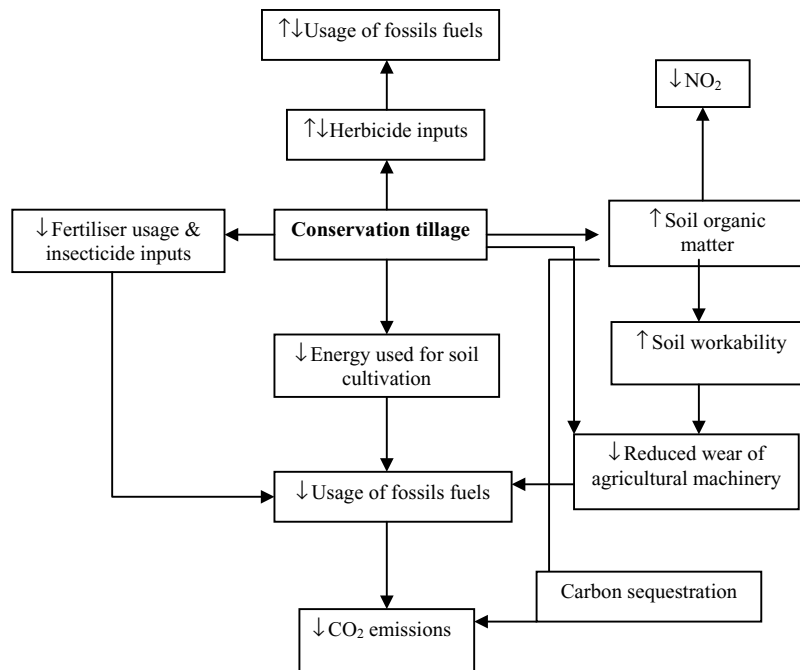 ↑↓Usage of fossils fuels
↓NO₂
↑↓Herbicide inputs
↓Fertiliser usage &
insecticide inputs
Conservation tillage
↑Soil organic
matter
↓Energy used for soil
cultivation
↑Soil workability
↓Reduced wear of
agricultural machinery
↓Usage of fossils fuels
Carbon sequestration
↓CO₂ emissions